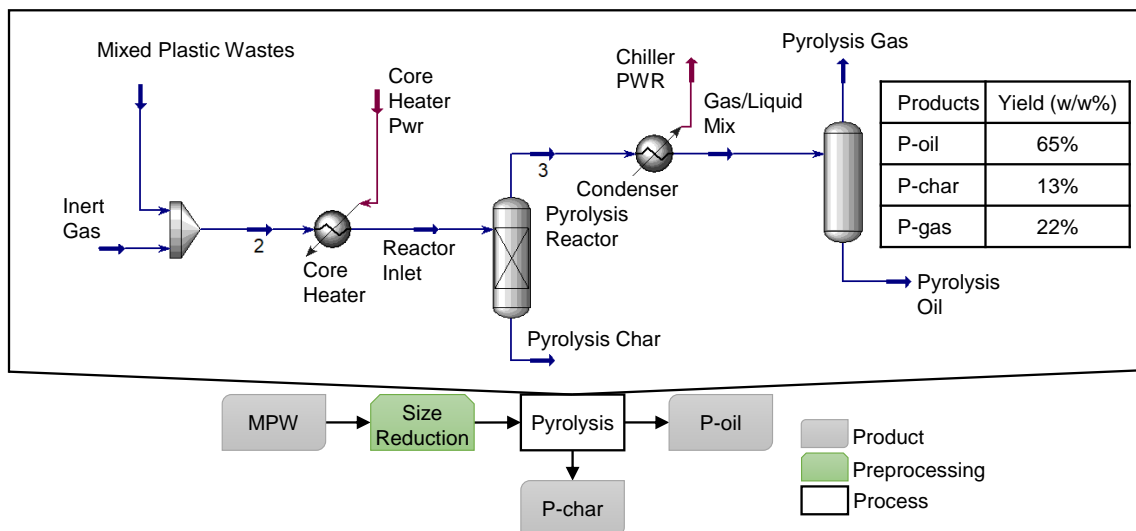 Mixed Plastic Wastes
Core
Heater
Pwr
Inert
Gas
2
Core
Heater
Reactor
Inlet
3
Pyrolysis
Reactor
Pyrolysis Char
Chiller
PWR
Condenser
Gas/Liquid
Mix
Pyrolysis Gas
Pyrolysis
Oil
Products Yield (w/w%)
P-oil 65%
P-char 13%
P-gas 22%
MPW
Size
Reduction
Pyrolysis
P-oil
P-char
Product
Preprocessing
Process